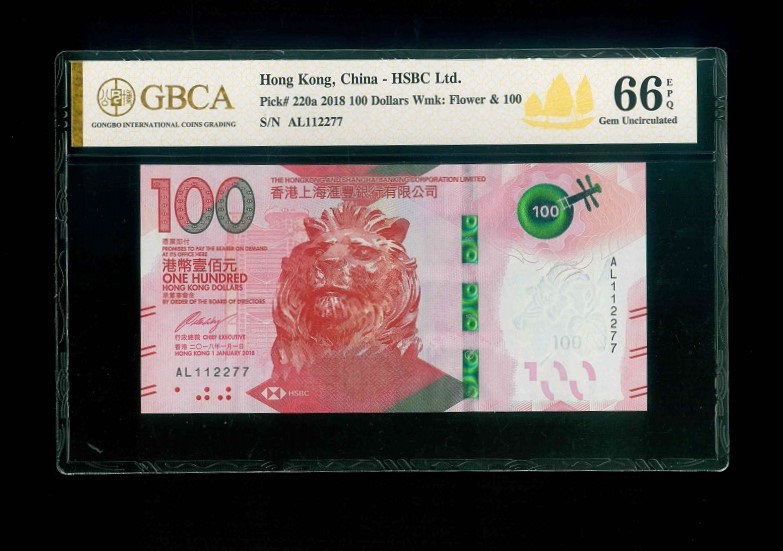 GBCA
GONGBO INTERNATIONAL COINS GRADING
Hong Kong, China - HSBC Ltd.
Pick# 220a 2018 100 Dollars Wmk: Flower & 100
S/N AL112277
66 EPQ
Gem Uncirculated
100
THE HONGKONG AND SHANGHAI BANKING CORPORATION LIMITED
香港上海滙豐銀行有限公司
憑票即付
PROMISES TO PAY THE BEARER ON DEMAND
AT ITS OFFICE HERE
港幣壹佰元
ONE HUNDRED
HONG KONG DOLLARS
承董事會命
BY ORDER OF THE BOARD OF DIRECTORS
行政總裁 CHIEF EXECUTIVE
香港 二〇一八年一月一日
HONG KONG 1 JANUARY 2018
AL112277
HSBC
100
AL112277
100
100